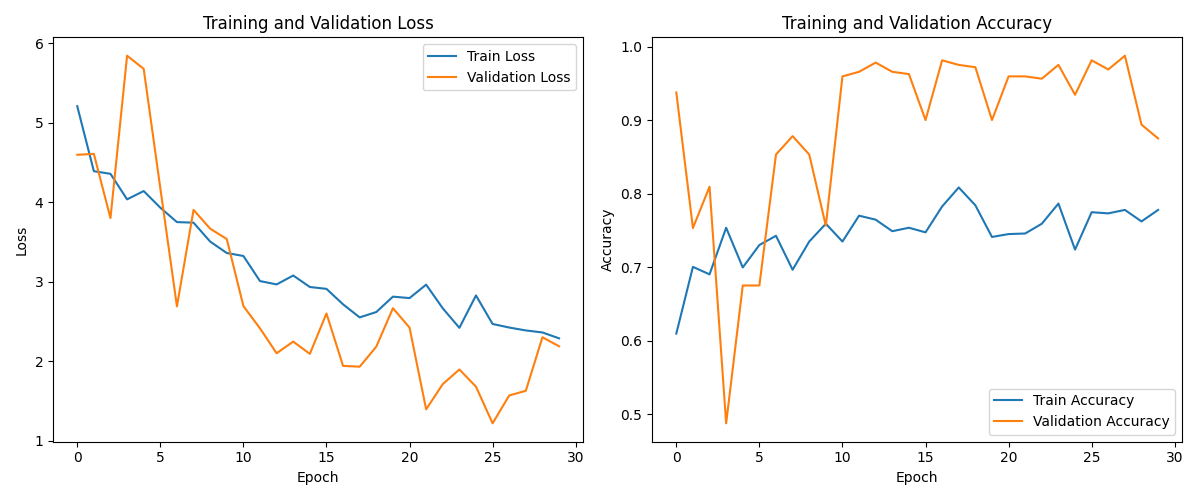 Training and Validation Loss
6
5
4
3
2
1
Loss
0 5 10 15 20 25 30
Epoch
Train Loss
Validation Loss
Training and Validation Accuracy
1.0
0.9
0.8
0.7
0.6
0.5
Accuracy
0 5 10 15 20 25 30
Epoch
Train Accuracy
Validation Accuracy